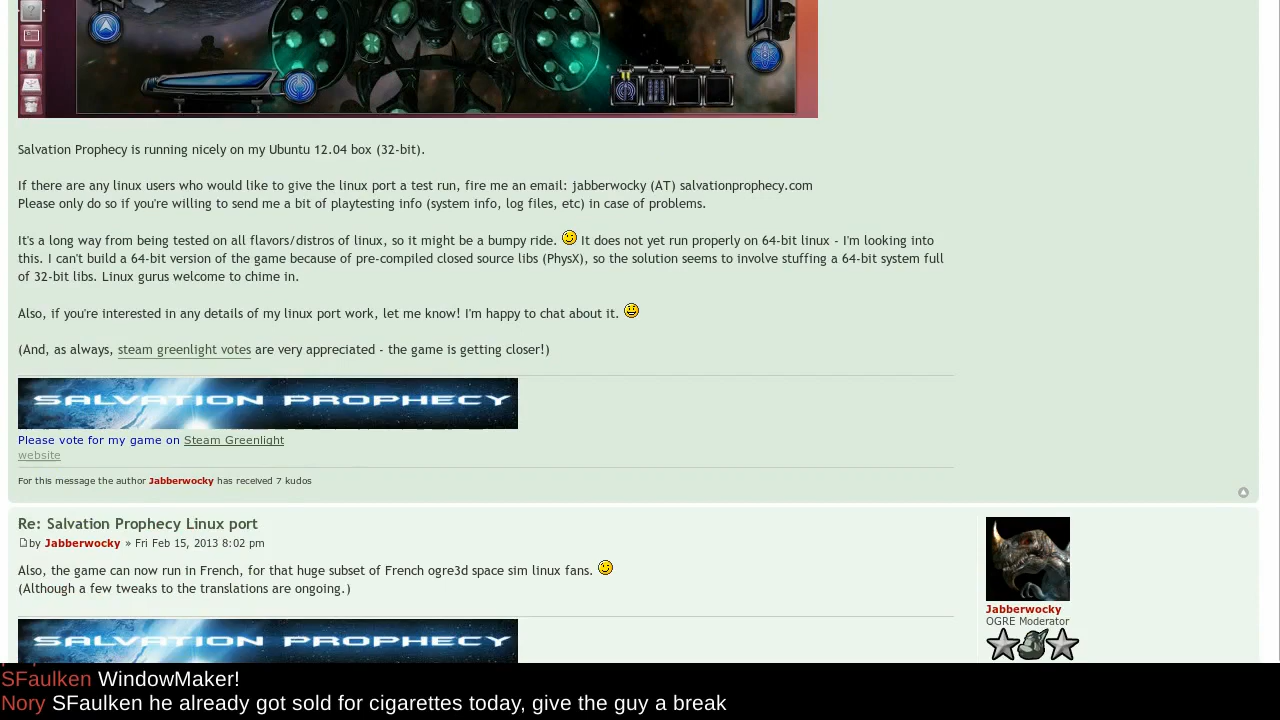 Salvation Prophecy is running nicely on my Ubuntu 12.04 box (32-bit).
If there are any linux users who would like to give the linux port a test run, fire me an email: jabberwocky (AT) salvationprophecy.com
Please only do so if you're willing to send me a bit of playtesting info (system info, log files, etc) in case of problems.
It's a long way from being tested on all flavors/distros of linux, so it might be a bumpy ride. It does not yet run properly on 64-bit linux - I'm looking into
this. I can't build a 64-bit version of the game because of pre-compiled closed source libs (PhysX), so the solution seems to involve stuffing a 64-bit system full
of 32-bit libs. Linux gurus welcome to chime in.
Also, if you're interested in any details of my linux port work, let me know! I'm happy to chat about it.
(And, as always, steam greenlight votes are very appreciated - the game is getting closer!)
SALVATION PROPHECY
Please vote for my game on Steam Greenlight
website
For this message the author Jabberwocky has received 7 kudos
Re: Salvation Prophecy Linux port
by Jabberwocky » Fri Feb 15, 2013 8:02 pm
Also, the game can now run in French, for that huge subset of French ogre3d space sim linux fans.
(Although a few tweaks to the translations are ongoing.)
SALVATION PROPHECY
Jabberwocky
OGRE Moderator
SFaulken WindowMaker!
Nory SFaulken he already got sold for cigarettes today, give the guy a break